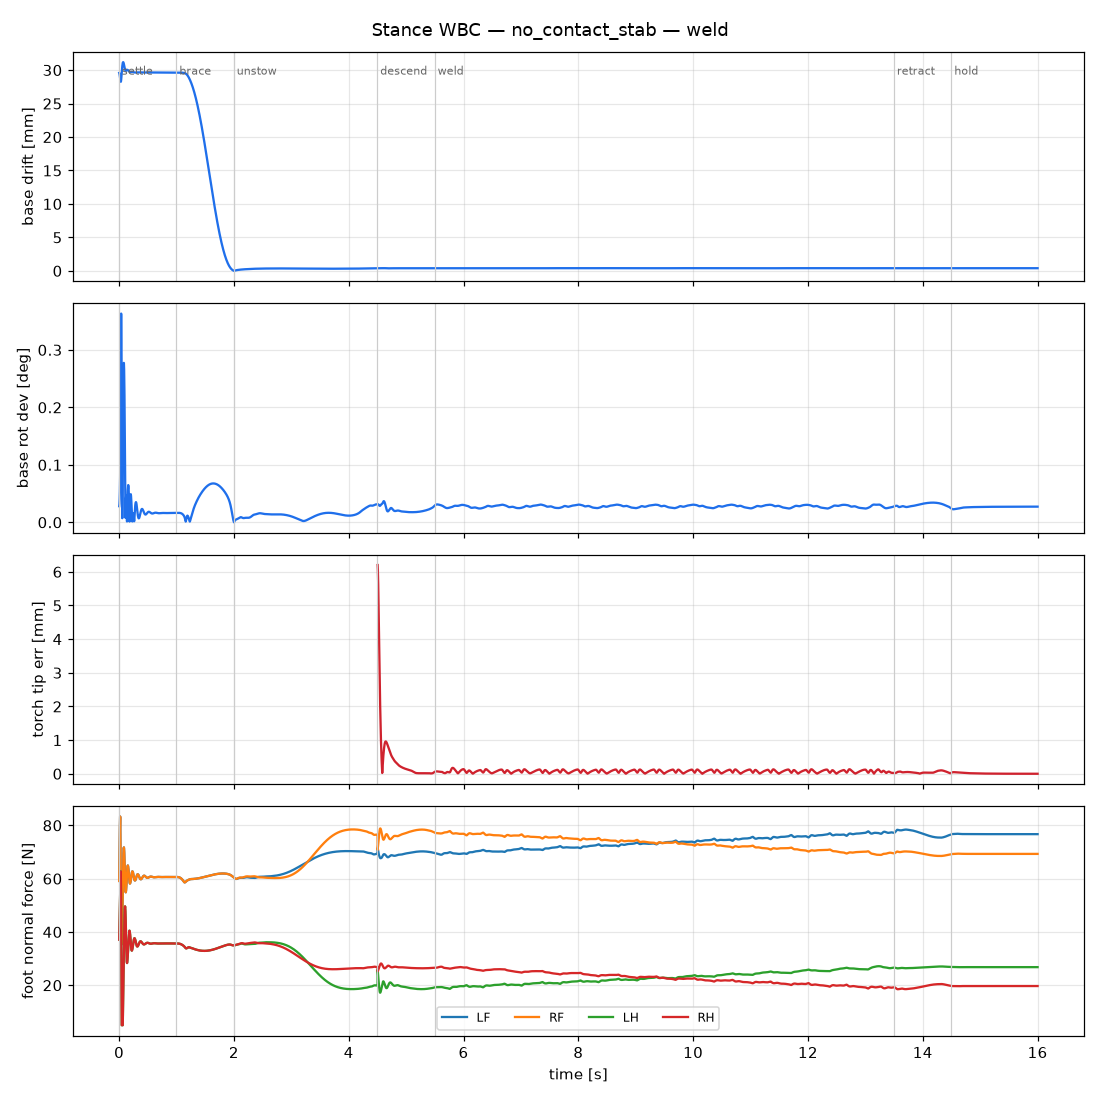 Stance WBC — no_contact_stab — weld
settle brace unstow descend weld retract hold
base drift [mm]
30
25
20
15
10
5
0
base rot dev [deg]
0.3
0.2
0.1
0.0
torch tip err [mm]
6
5
4
3
2
1
0
foot normal force [N]
80
60
40
20
LF RF LH RH
0 2 4 6 8 10 12 14 16
time [s]